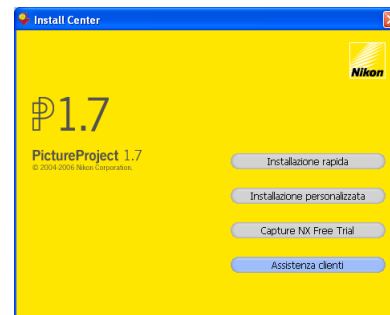 Install Center
Nikon
P1.7
PictureProject 1.7
© 2004-2006 Nikon Corporation.
Installazione rapida
Installazione personalizzata
Capture NX Free Trial
Assistenza clienti